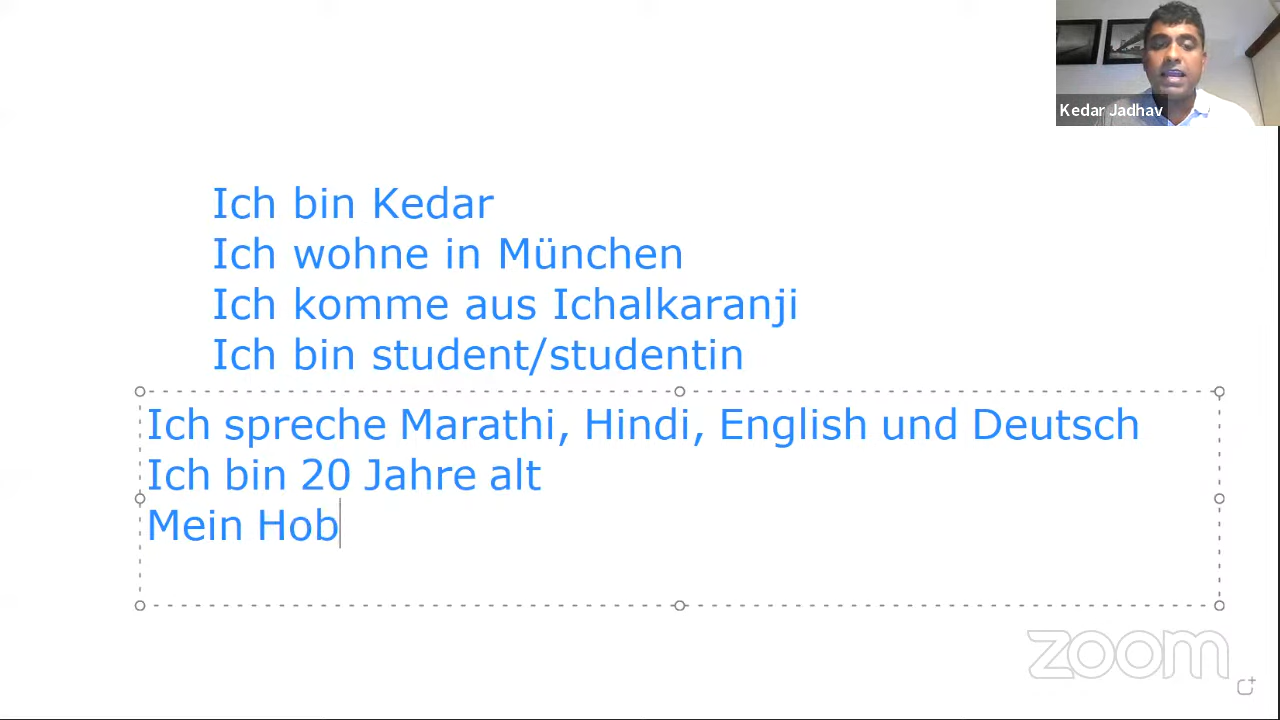 Kedar Jadhav
Ich bin Kedar
Ich wohne in München
Ich komme aus Ichalkaranji
Ich bin student/studentin
Ich spreche Marathi, Hindi, English und Deutsch
Ich bin 20 Jahre alt
Mein Hob
zoom